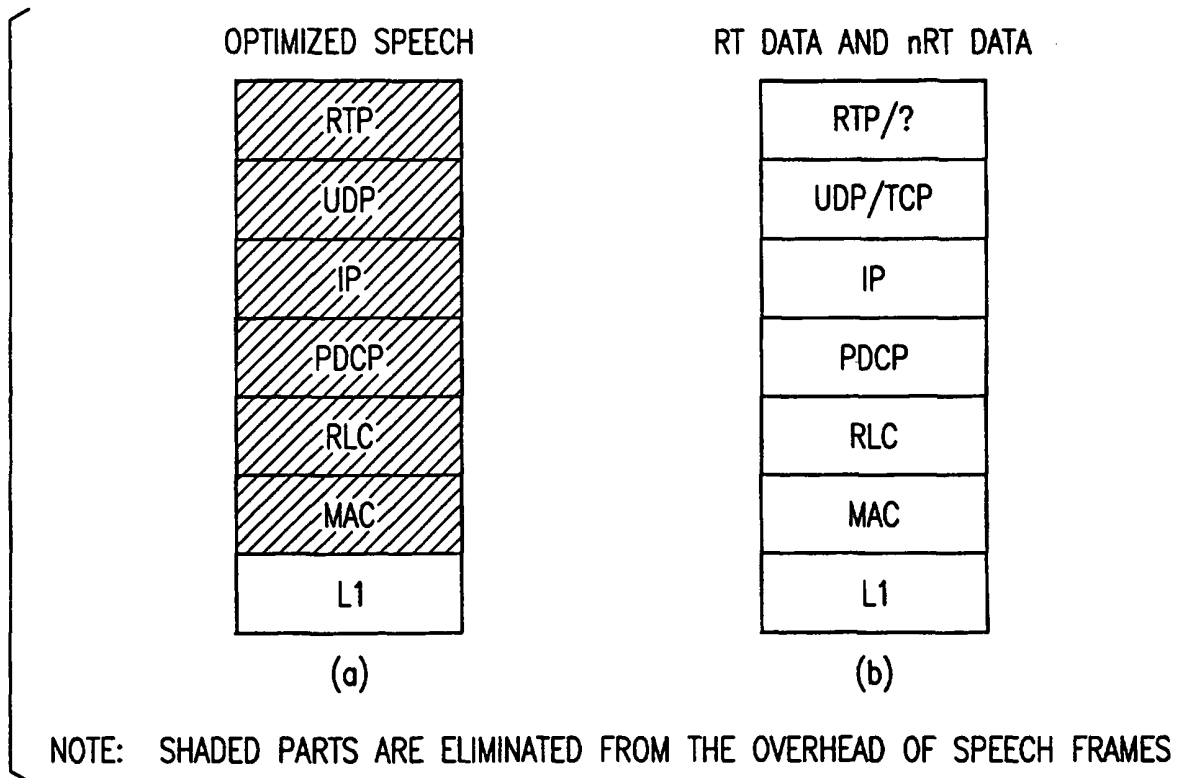 OPTIMIZED SPEECH
RTP
UDP
IP
PDCP
RLC
MAC
L1
(a)
RT DATA AND nRT DATA
RTP/?
UDP/TCP
IP
PDCP
RLC
MAC
L1
(b)
NOTE: SHADED PARTS ARE ELIMINATED FROM THE OVERHEAD OF SPEECH FRAMES